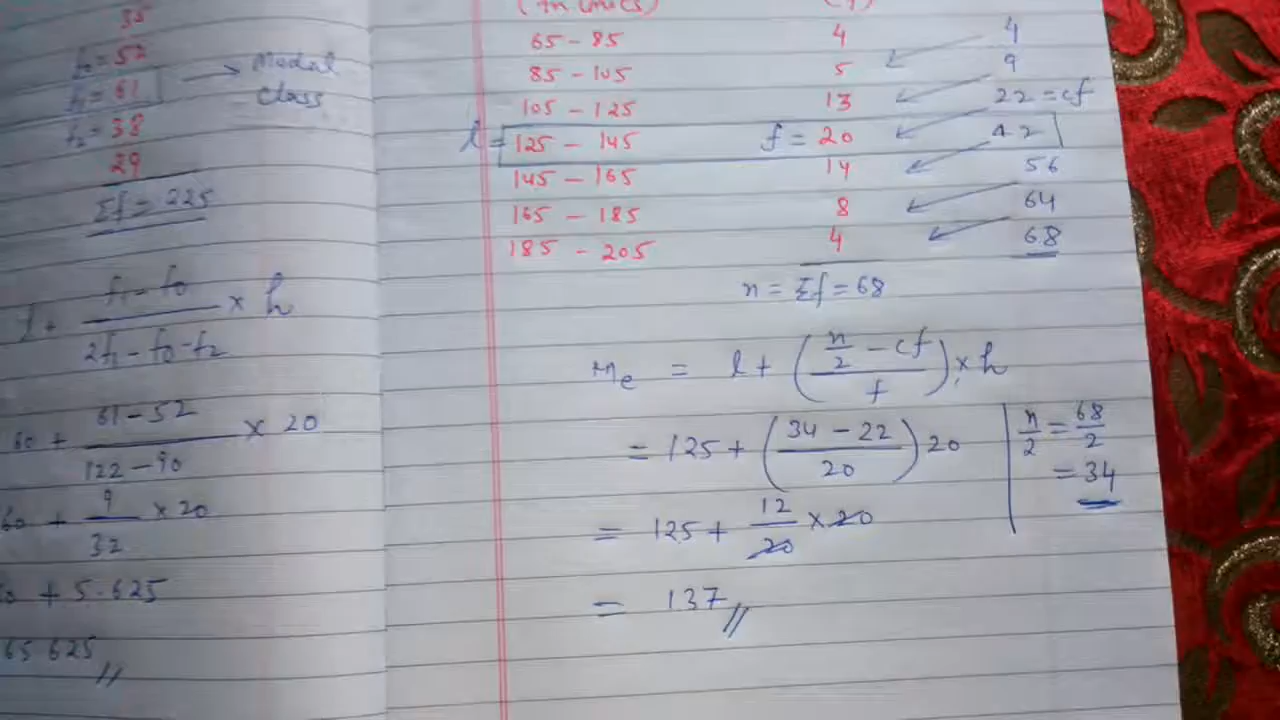 35
f₀ = 52
f₁ = 61 → Modal class
f₂ = 38
29
Σf = 225
l + (f₁ - f₀)/(2f₁ - f₀ - f₂) × h
60 + (61 - 52)/(122 - 90) × 20
60 + 9/32 × 20
+ 5.625
65.625 //
65 - 85 4 4
85 - 105 5 9
105 - 125 13 22 = cf
l = 125 - 145 f = 20 42
145 - 165 14 56
165 - 185 8 64
185 - 205 4 68
n = Σf = 68
Me = l + ((n/2 - cf)/f) × h
= 125 + ((34 - 22)/20) 20
n/2 = 68/2
= 34
= 125 + 12/20 × 20
= 137 //